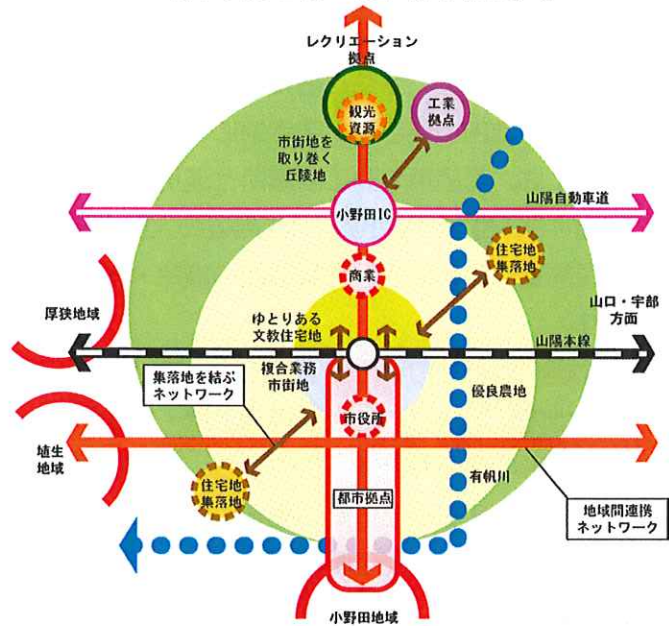 レクリエーション
拠点
観光
資源
工業
拠点
市街地を
取り巻く
丘陵地
小野田IC
山陽自動車道
住宅地
集落地
商業
厚狭地域
ゆとりある
文教住宅地
山口・宇部
方面
山陽本線
複合業務
市街地
集落地を結ぶ
ネットワーク
優良農地
市役所
埴生
地域
住宅地
集落地
有帆川
都市拠点
地域間連携
ネットワーク
小野田地域